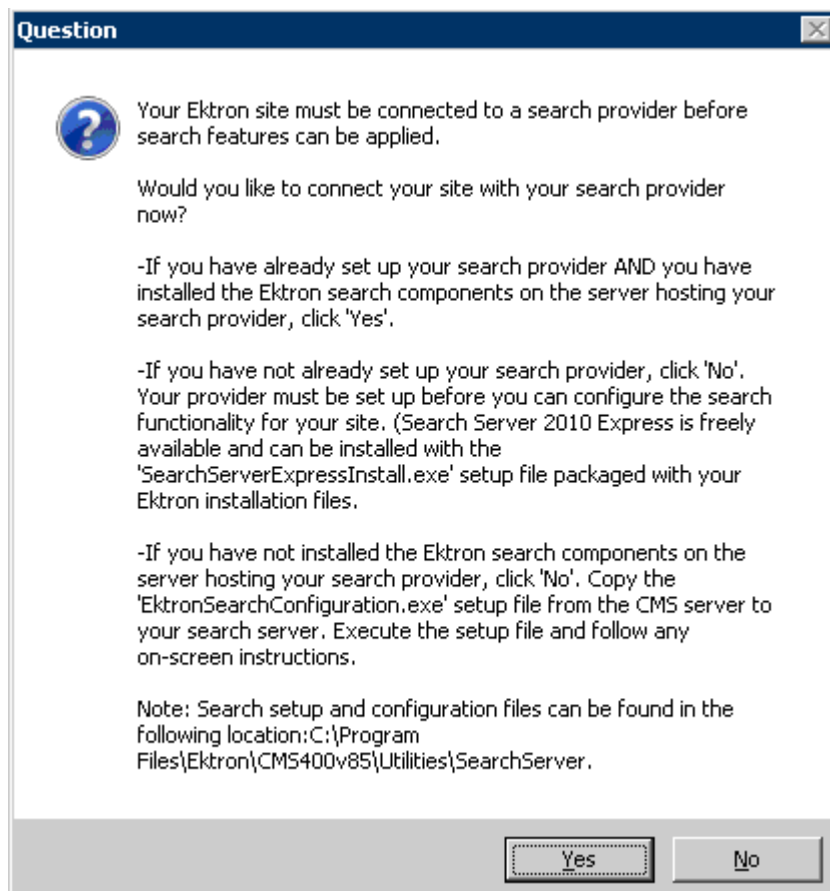 Question
Your Ektron site must be connected to a search provider before
search features can be applied.
Would you like to connect your site with your search provider
now?
-If you have already set up your search provider AND you have
installed the Ektron search components on the server hosting your
search provider, click 'Yes'.
-If you have not already set up your search provider, click 'No'.
Your provider must be set up before you can configure the search
functionality for your site. (Search Server 2010 Express is freely
available and can be installed with the
'SearchServerExpressInstall.exe' setup file packaged with your
Ektron installation files.
-If you have not installed the Ektron search components on the
server hosting your search provider, click 'No'. Copy the
'EktronSearchConfiguration.exe' setup file from the CMS server to
your search server. Execute the setup file and follow any
on-screen instructions.
Note: Search setup and configuration files can be found in the
following location:C:\Program
Files\Ektron\CMS400v85\Utilities\SearchServer.
Yes
No